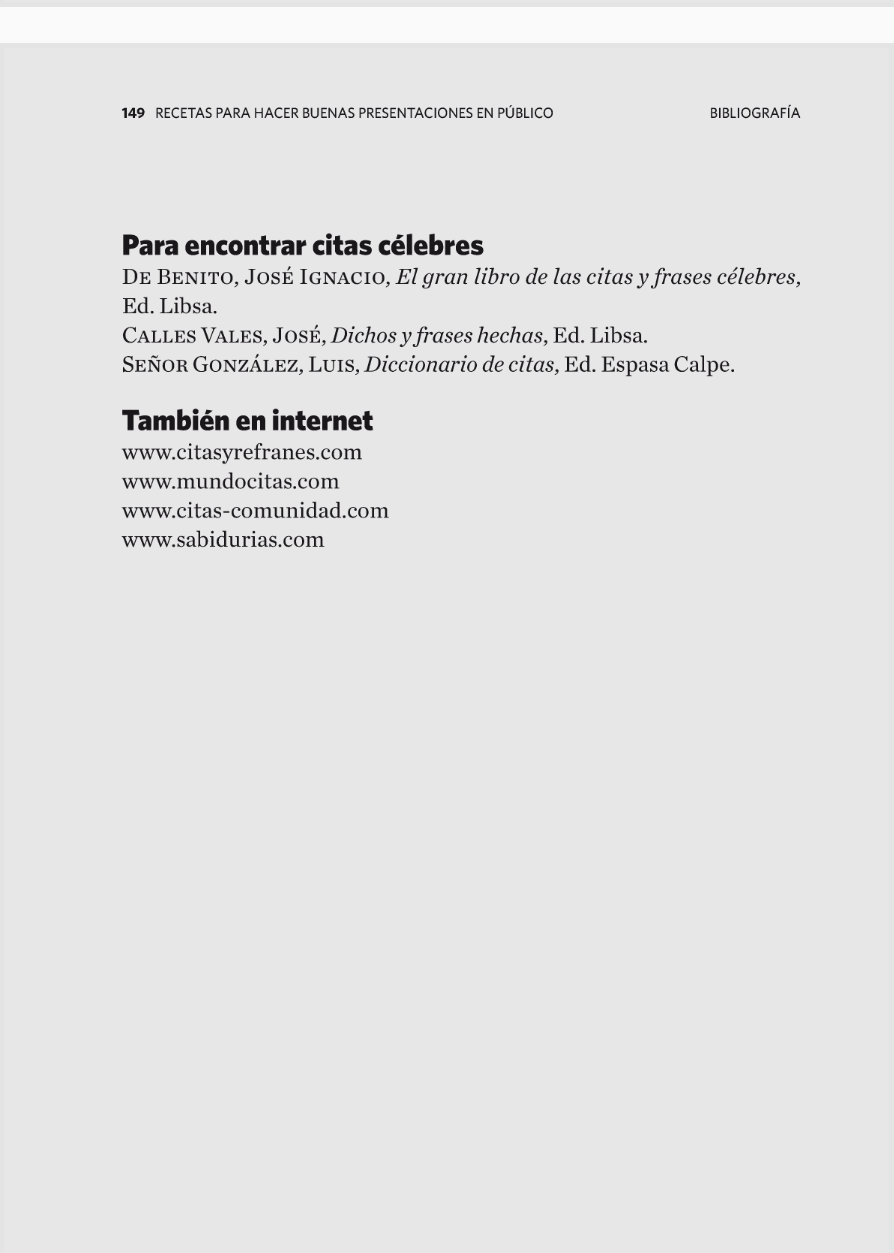 149 RECETAS PARA HACER BUENAS PRESENTACIONES EN PÚBLICO BIBLIOGRAFÍA
Para encontrar citas célebres
DE BENITO, JOSÉ IGNACIO, El gran libro de las citas y frases célebres,
Ed. Libsa.
CALLES VALES, JOSÉ, Dichos y frases hechas, Ed. Libsa.
SEÑOR GONZÁLEZ, LUIS, Diccionario de citas, Ed. Espasa Calpe.
También en internet
www.citasyrefranes.com
www.mundocitas.com
www.citas-comunidad.com
www.sabidurias.com